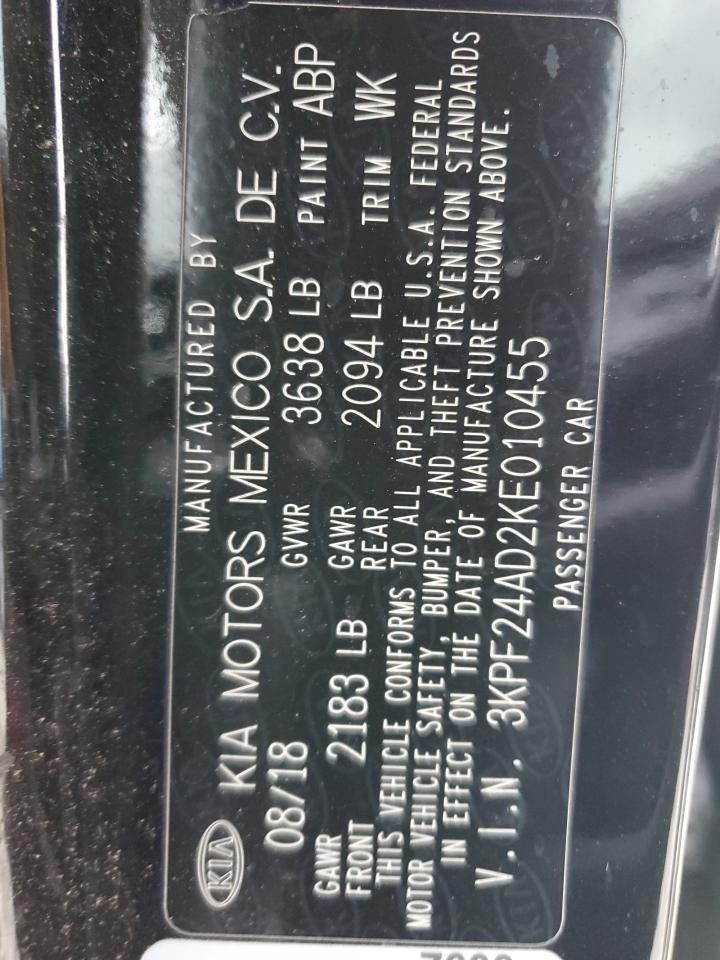 MANUFACTURED BY
KIA KIA MOTORS MEXICO S.A. DE C.V.
08/18 GVWR 3638 LB PAINT ABP
GAWR FRONT 2183 LB GAWR REAR 2094 LB TRIM WK
THIS VEHICLE CONFORMS TO ALL APPLICABLE U.S.A. FEDERAL
MOTOR VEHICLE SAFETY, BUMPER, AND THEFT PREVENTION STANDARDS
IN EFFECT ON THE DATE OF MANUFACTURE SHOWN ABOVE.
V.I.N. 3KPF24AD2KE010455
PASSENGER CAR